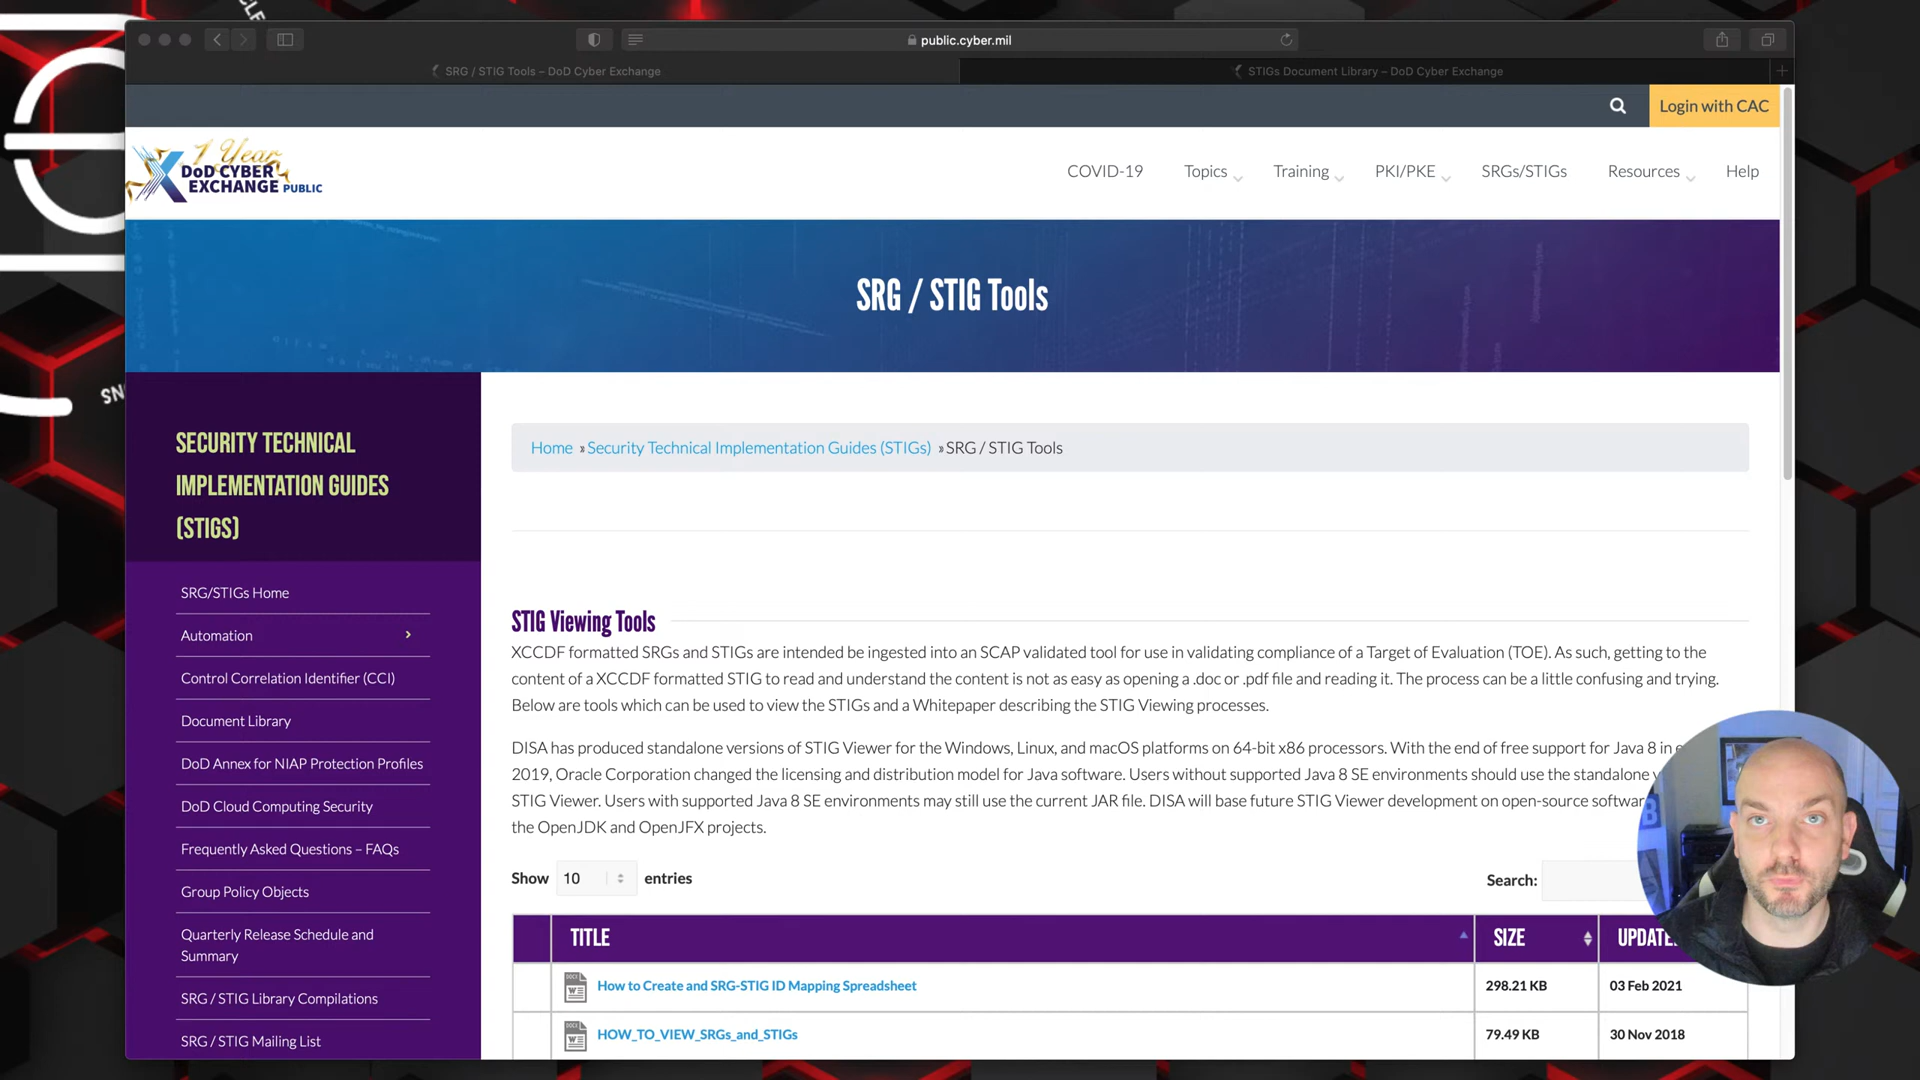 public.cyber.mil
SRG / STIG Tools – DoD Cyber Exchange
STIGs Document Library – DoD Cyber Exchange
Login with CAC
1 Year
DoD CYBER
EXCHANGE PUBLIC
COVID-19
Topics
Training
PKI/PKE
SRGs/STIGs
Resources
Help
SRG / STIG Tools
SECURITY TECHNICAL
IMPLEMENTATION GUIDES
(STIGS)
SRG/STIGs Home
Automation
Control Correlation Identifier (CCI)
Document Library
DoD Annex for NIAP Protection Profiles
DoD Cloud Computing Security
Frequently Asked Questions – FAQs
Group Policy Objects
Quarterly Release Schedule and
Summary
SRG / STIG Library Compilations
SRG / STIG Mailing List
Home » Security Technical Implementation Guides (STIGs) » SRG / STIG Tools
STIG Viewing Tools
XCCDF formatted SRGs and STIGs are intended be ingested into an SCAP validated tool for use in validating compliance of a Target of Evaluation (TOE). As such, getting to the
content of a XCCDF formatted STIG to read and understand the content is not as easy as opening a .doc or .pdf file and reading it. The process can be a little confusing and trying.
Below are tools which can be used to view the STIGs and a Whitepaper describing the STIG Viewing processes.
DISA has produced standalone versions of STIG Viewer for the Windows, Linux, and macOS platforms on 64-bit x86 processors. With the end of free support for Java 8 in
2019, Oracle Corporation changed the licensing and distribution model for Java software. Users without supported Java 8 SE environments should use the standalone
STIG Viewer. Users with supported Java 8 SE environments may still use the current JAR file. DISA will base future STIG Viewer development on open-source software
the OpenJDK and OpenJFX projects.
Show 10 entries
Search:
TITLE
SIZE
UPDATE
How to Create and SRG-STIG ID Mapping Spreadsheet
298.21 KB
03 Feb 2021
HOW_TO_VIEW_SRGs_and_STIGs
79.49 KB
30 Nov 2018